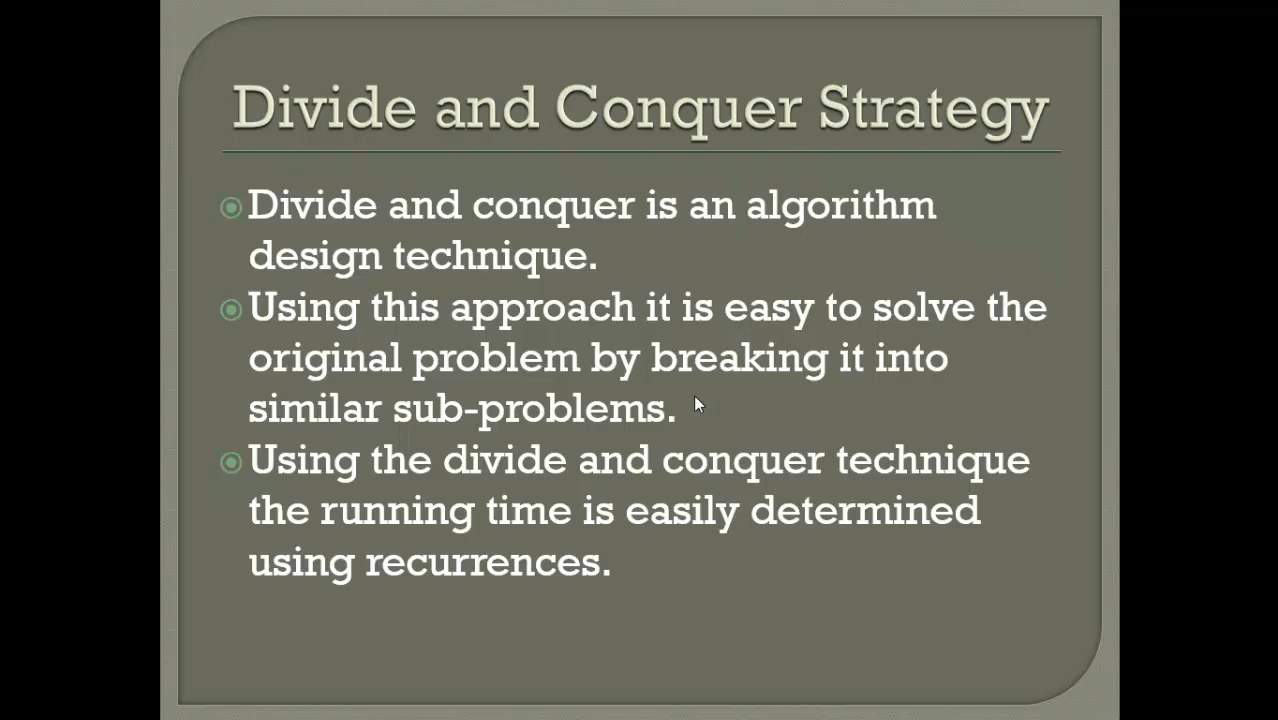 Divide and Conquer Strategy
Divide and conquer is an algorithm
design technique.
Using this approach it is easy to solve the
original problem by breaking it into
similar sub-problems.
Using the divide and conquer technique
the running time is easily determined
using recurrences.